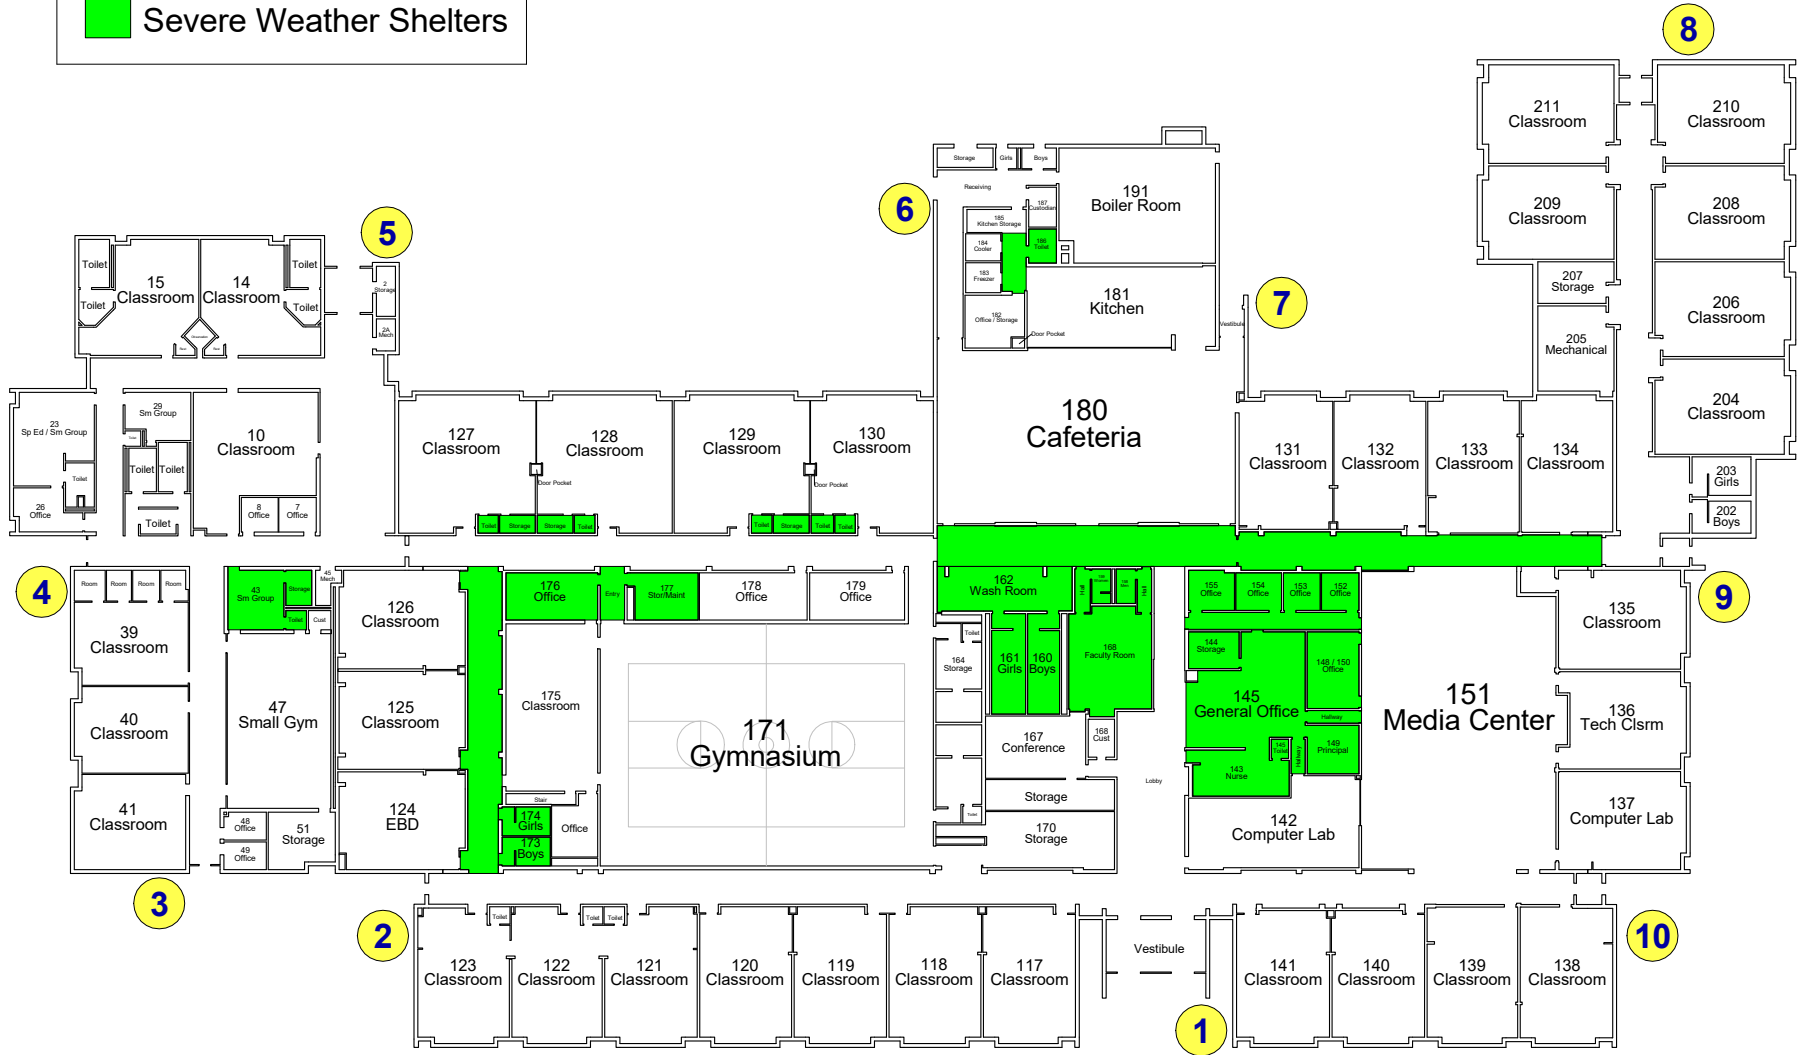 Severe Weather Shelters
8
211
Classroom
210
Classroom
Storage
Girls
Boys
Receiving
191
Boiler Room
187
Custodian
6
185
Kitchen Storage
209
Classroom
208
Classroom
5
184
Cooler
186
Toilet
183
Freezer
Toilet
15
Classroom
14
Classroom
Toilet
Toilet
Toilet
2
Storage
2A
Mech
181
Kitchen
182
Office / Storage
Door Pocket
7
Vestibule
207
Storage
206
Classroom
205
Mechanical
23
Sp Ed / Sm Group
29
Sm Group
10
Classroom
Toilet
Toilet
Toilet
Toilet
26
Office
8
Office
7
Office
127
Classroom
128
Classroom
129
Classroom
130
Classroom
Door Pocket
Door Pocket
180
Cafeteria
131
Classroom
132
Classroom
133
Classroom
134
Classroom
204
Classroom
203
Girls
202
Boys
Toilet
Storage
Storage
Toilet
Toilet
Storage
Toilet
Toilet
4
Room
Room
Room
Room
43
Sm Group
Storage
45
Mech
Toilet
Cust
126
Classroom
176
Office
Entry
177
Stor/Maint
178
Office
179
Office
162
Wash Room
Hall
Hall
155
Office
154
Office
153
Office
152
Office
9
135
Classroom
39
Classroom
Toilet
164
Storage
161
Girls
160
Boys
168
Faculty Room
144
Storage
148 / 150
Office
40
Classroom
47
Small Gym
125
Classroom
175
Classroom
171
Gymnasium
167
Conference
168
Cust
145
General Office
Hallway
145
Toilet
Hallway
149
Principal
143
Nurse
151
Media Center
136
Tech Clsrm
Lobby
41
Classroom
48
Office
49
Office
51
Storage
124
EBD
Stair
174
Girls
173
Boys
Office
Toilet
Storage
170
Storage
142
Computer Lab
137
Computer Lab
3
2
Toilet
Toilet
Toilet
123
Classroom
122
Classroom
121
Classroom
120
Classroom
119
Classroom
118
Classroom
117
Classroom
Vestibule
1
141
Classroom
140
Classroom
139
Classroom
138
Classroom
10